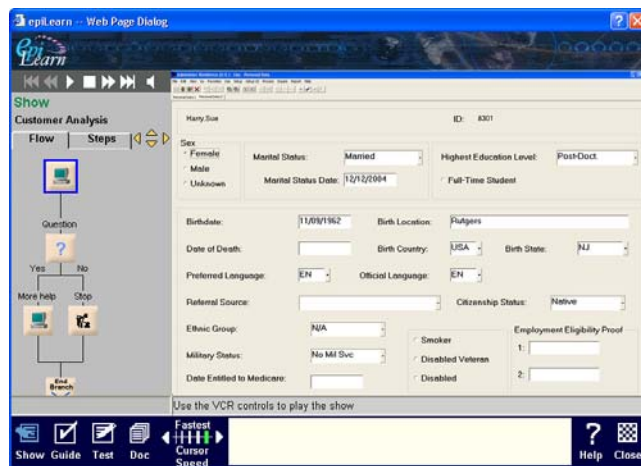 epiLearn -- Web Page Dialog
epi
Learn
Show
Customer Analysis
Flow Steps
Question
?
Yes No
More help Stop
End
Branch
Harry,Sue ID: 8301
Sex
Female
Male
Unknown
Marital Status: Married
Marital Status Date: 12/12/2004
Highest Education Level: Post-Doct.
Full-Time Student
Birthdate: 11/09/1962 Birth Location: Rutgers
Date of Death: Birth Country: USA Birth State: NJ
Preferred Language: EN Official Language: EN
Referral Source: Citizenship Status: Native
Ethnic Group: N/A
Military Status: No Mil Svc
Date Entitled to Medicare:
Smoker
Disabled Veteran
Disabled
Employment Eligibility Proof
1:
2:
Use the VCR controls to play the show
Show Guide Test Doc
Fastest
Cursor
Speed
? Help Close